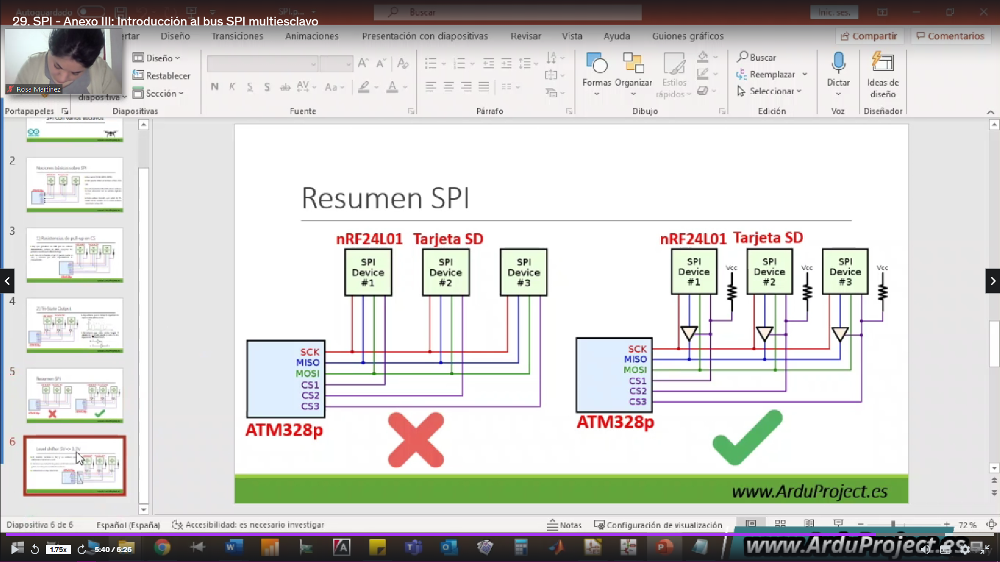 Autoguardado
SPI.p...
Buscar
Inic. ses.
29. SPI - Anexo III: Introducción al bus SPI multiesclavo
ertar
Diseño
Transiciones
Animaciones
Presentación con diapositivas
Revisar
Vista
Ayuda
Guiones gráficos
Compartir
Comentarios
Rosa Martinez
diapositiva
Diseño
Restablecer
Sección
N K S S ab AV Aa A
Formas
Organizar
Estilos
rápidos
Buscar
Reemplazar
Seleccionar
Dictar
Ideas de
diseño
Portapapeles
Diapositivas
Fuente
Párrafo
Dibujo
Edición
Voz
Diseñador
SPI con varios esclavos
2
Nociones básicas sobre SPI
3
1) Resistencias de pull-up en CS
4
2) Tri-State Output
5
Resumen SPI
6
Level shifter 5V <> 3.3V
Resumen SPI
nRF24L01 Tarjeta SD
SPI
Device
#1
SPI
Device
#2
SPI
Device
#3
SCK
MISO
MOSI
CS1
CS2
CS3
ATM328p
nRF24L01 Tarjeta SD
SPI
Device
#1
Vcc
SPI
Device
#2
Vcc
SPI
Device
#3
Vcc
SCK
MISO
MOSI
CS1
CS2
CS3
ATM328p
www.ArduProject.es
Diapositiva 6 de 6
Español (España)
Accesibilidad: es necesario investigar
Notas
Configuración de visualización
72 %
1.75x
5:40 / 6:26
www.ArduProject.es